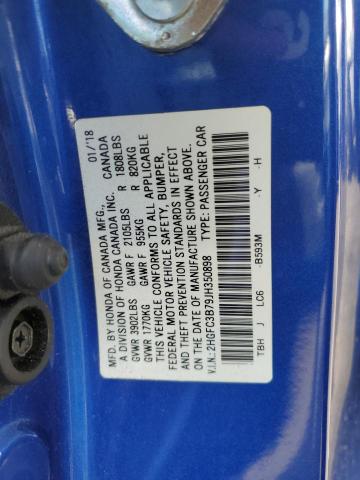 MFD. BY HONDA OF CANADA MFG., 01/'18
A DIVISION OF HONDA CANADA INC. CANADA
GVWR 3902LBS GAWR F 2105LBS R 1808LBS
GVWR 1770KG GAWR F 955KG R 820KG
THIS VEHICLE CONFORMS TO ALL APPLICABLE
FEDERAL MOTOR VEHICLE SAFETY, BUMPER,
AND THEFT PREVENTION STANDARDS IN EFFECT
ON THE DATE OF MANUFACTURE SHOWN ABOVE.
V.I.N.:2HGFC3B79JH350898 TYPE: PASSENGER CAR
TBH J LC6 -B593M -Y -H